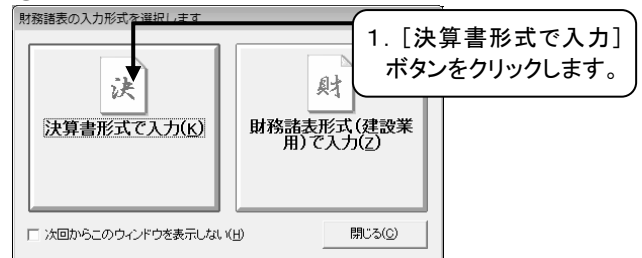 財務諸表の入力形式を選択します
1. [決算書形式で入力]
ボタンをクリックします。
決
決算書形式で入力(K)
財
財務諸表形式(建設業
用)で入力(Z)
次回からこのウィンドウを表示しない(H)
閉じる(C)